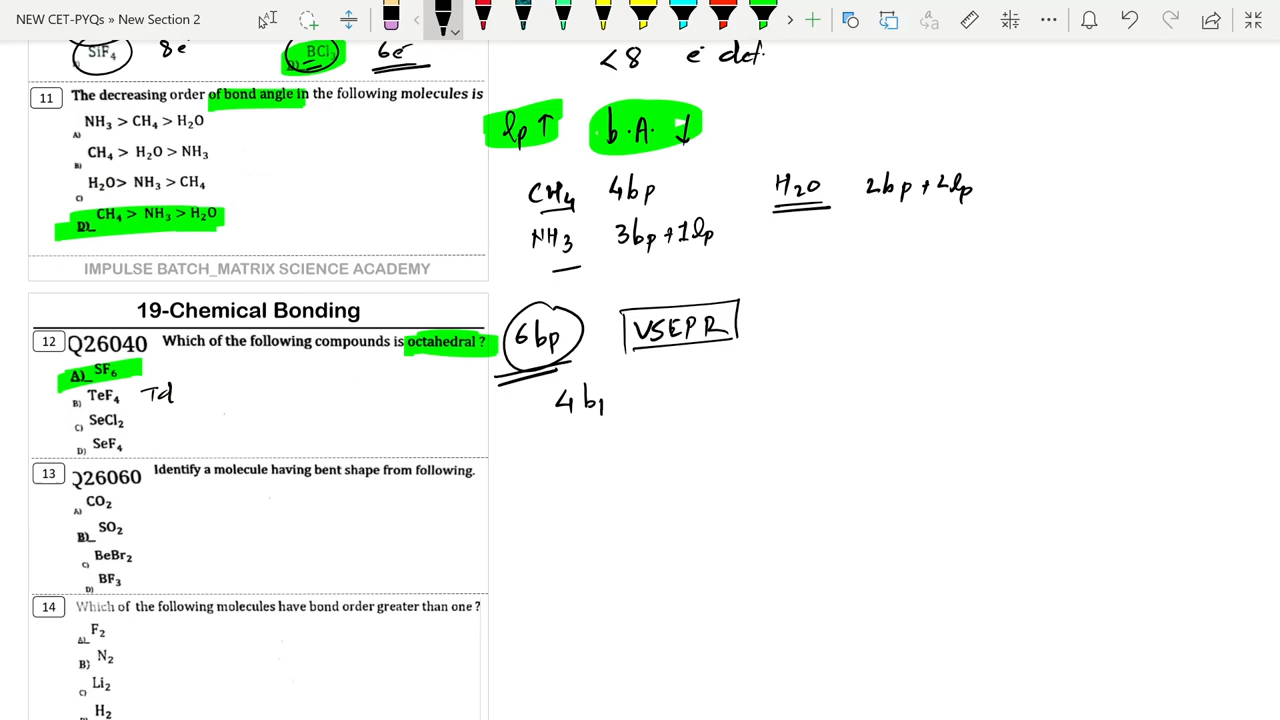 NEW CET-PYQs » New Section 2
SiF₄ 8e⁻ BCl₃ 6e⁻ < 8 e⁻ def.
11 The decreasing order of bond angle in the following molecules is
A) NH₃ > CH₄ > H₂O
B) CH₄ > H₂O > NH₃
C) H₂O> NH₃ > CH₄
D) CH₄ > NH₃ > H₂O
lp ↑ b.A. ↓
CH₄ 4bp H₂O 2bp + 2lp
NH₃ 3bp + 1lp
IMPULSE BATCH_MATRIX SCIENCE ACADEMY
19-Chemical Bonding
6bp VSEPR
12 Q26040 Which of the following compounds is octahedral ?
A) SF₆
B) TeF₄ Td
C) SeCl₂
D) SeF₄
4 b
13 Q26060 Identify a molecule having bent shape from following.
A) CO₂
B) SO₂
C) BeBr₂
D) BF₃
14 Which of the following molecules have bond order greater than one ?
A) F₂
B) N₂
C) Li₂
H₂